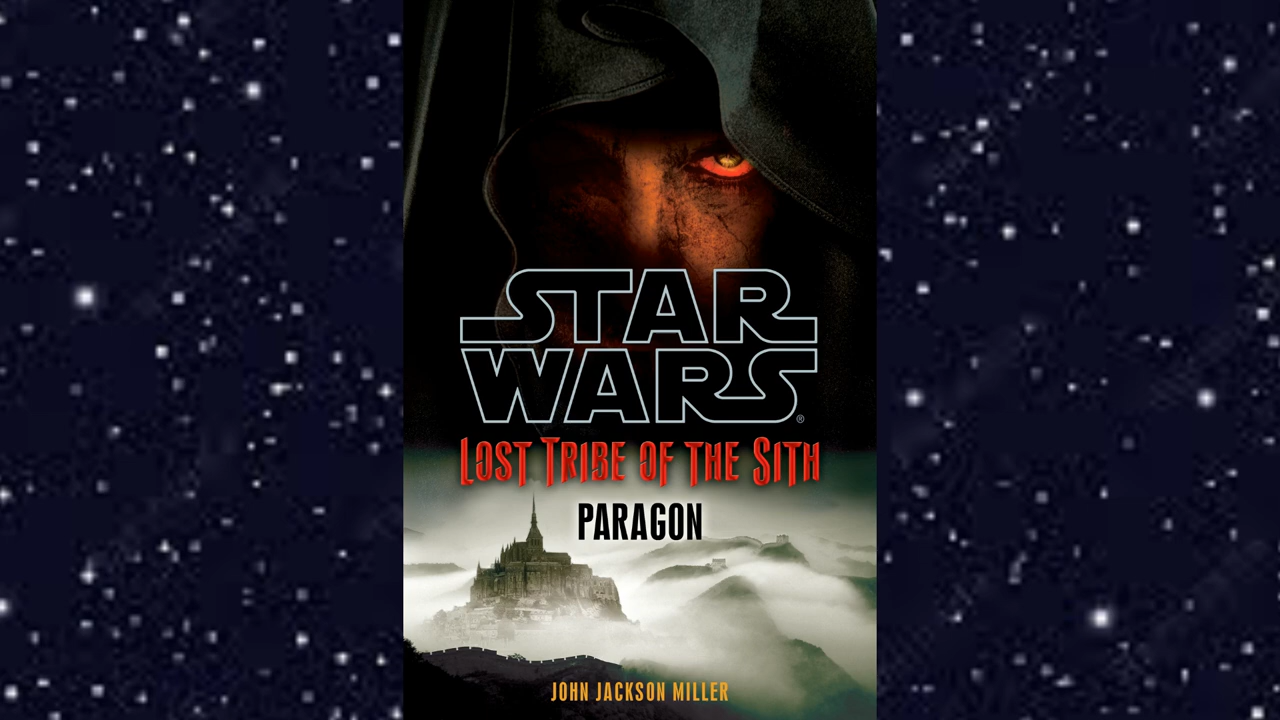 STAR
WARS®
LOST TRIBE OF THE SITH
PARAGON
JOHN JACKSON MILLER